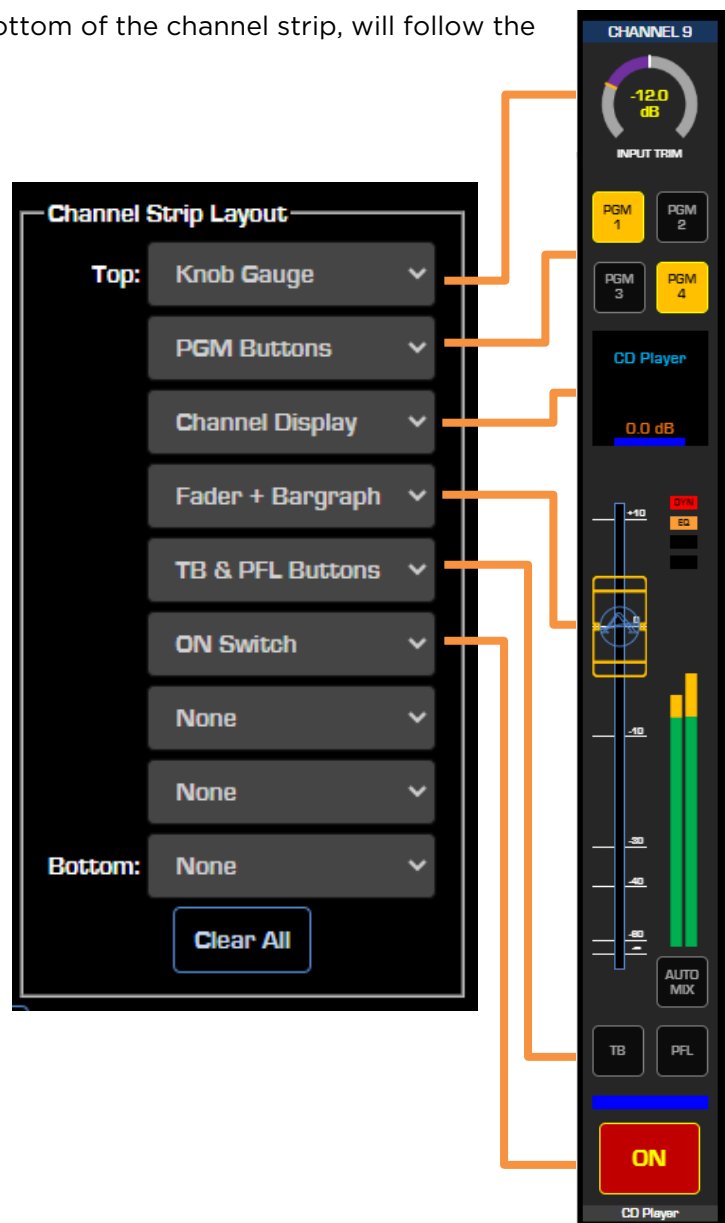 ottom of the channel strip, will follow the
Channel Strip Layout
Top: Knob Gauge
PGM Buttons
Channel Display
Fader + Bargraph
TB & PFL Buttons
ON Switch
None
None
Bottom: None
Clear All
CHANNEL 9
-12.0
dB
INPUT TRIM
PGM
1
PGM
2
PGM
3
PGM
4
CD Player
0.0 dB
DYN
+10
EQ
0
-10
-30
-40
-60
AUTO
MIX
TB
PFL
ON
CD Player